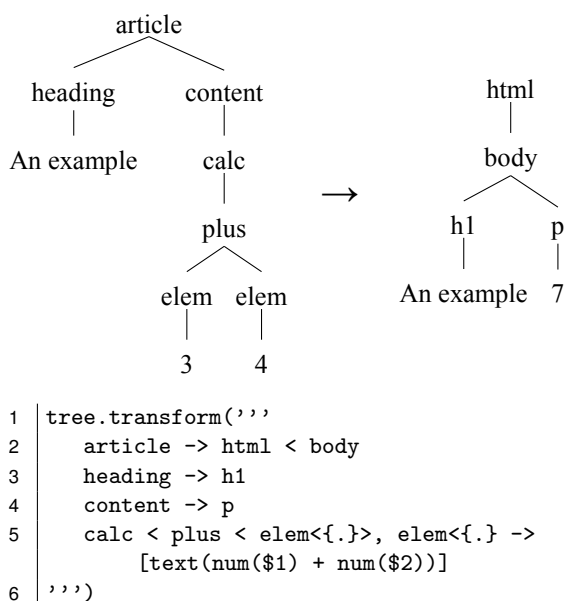 article
heading content html
An example calc → body
plus h1 p
elem elem An example 7
3 4
1 tree.transform('''
2 article -> html < body
3 heading -> h1
4 content -> p
5 calc < plus < elem<{.}>, elem<{.} ->
[text(num($1) + num($2))]
6 ''')